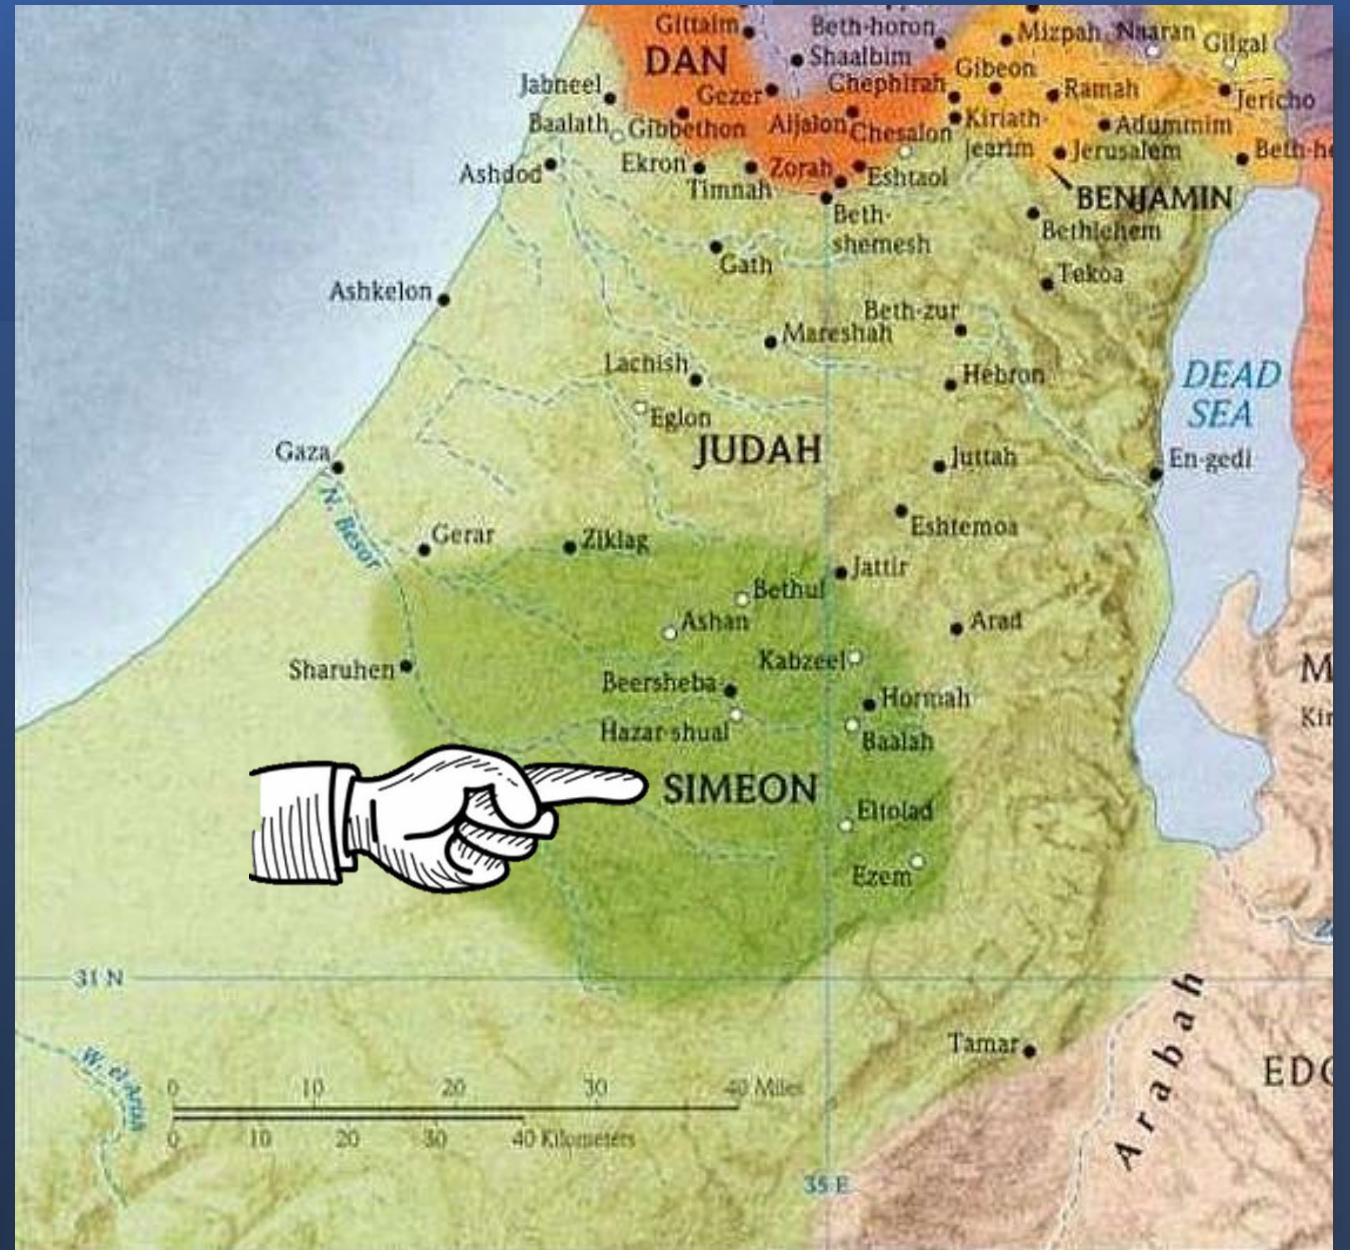 Gittaim
Beth-horon
Mizpah
Naaran
Gilgal
DAN
Shaalbim
Gibeon
Jabneel
Gezer
Chephirah
Ramah
Jericho
Baalath
Gibbethon
Aijalon
Chesalon
Kiriath-
jearim
Adummim
Ashdod
Ekron
Timnah
Zorah
Eshtaol
Jerusalem
BENJAMIN
Beth-
shemesh
Bethlehem
Gath
Tekoa
Ashkelon
Beth-zur
Mareshah
Lachish
Hebron
DEAD
SEA
Eglon
JUDAH
Gaza
Juttah
En-gedi
N. Besor
Eshtemoa
Gerar
Ziklag
Jattir
Bethul
Ashan
Arad
Sharuhen
Kabzeel
Beersheba
Hormah
Hazar-shual
Baalah
SIMEON
Eltolad
Ezem
31 N
Tamar
Arabah
W. el-Arish
0 10 20 30 40 Miles
0 10 20 30 40 Kilometers
35 E